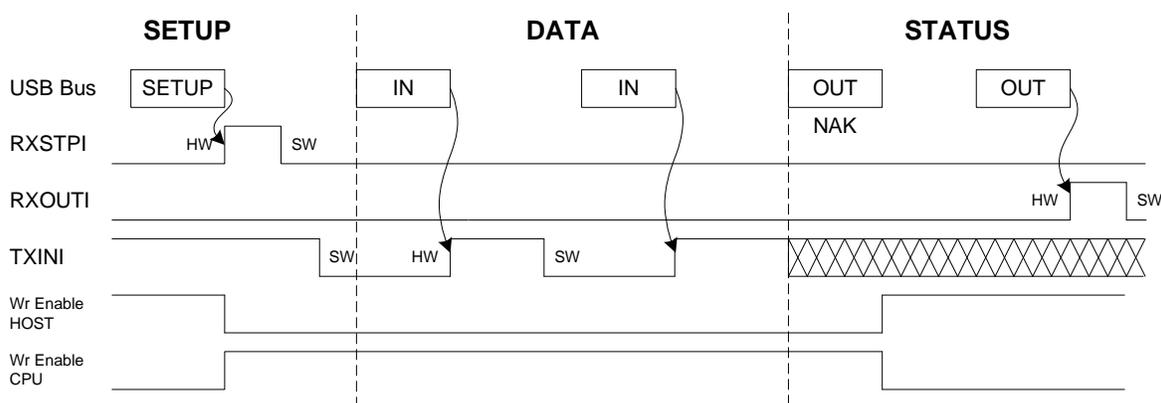 SETUP DATA STATUS
USB Bus SETUP IN IN OUT OUT
NAK
RXSTPI HW SW
RXOUTI HW SW
TXINI SW HW SW
Wr Enable
HOST
Wr Enable
CPU